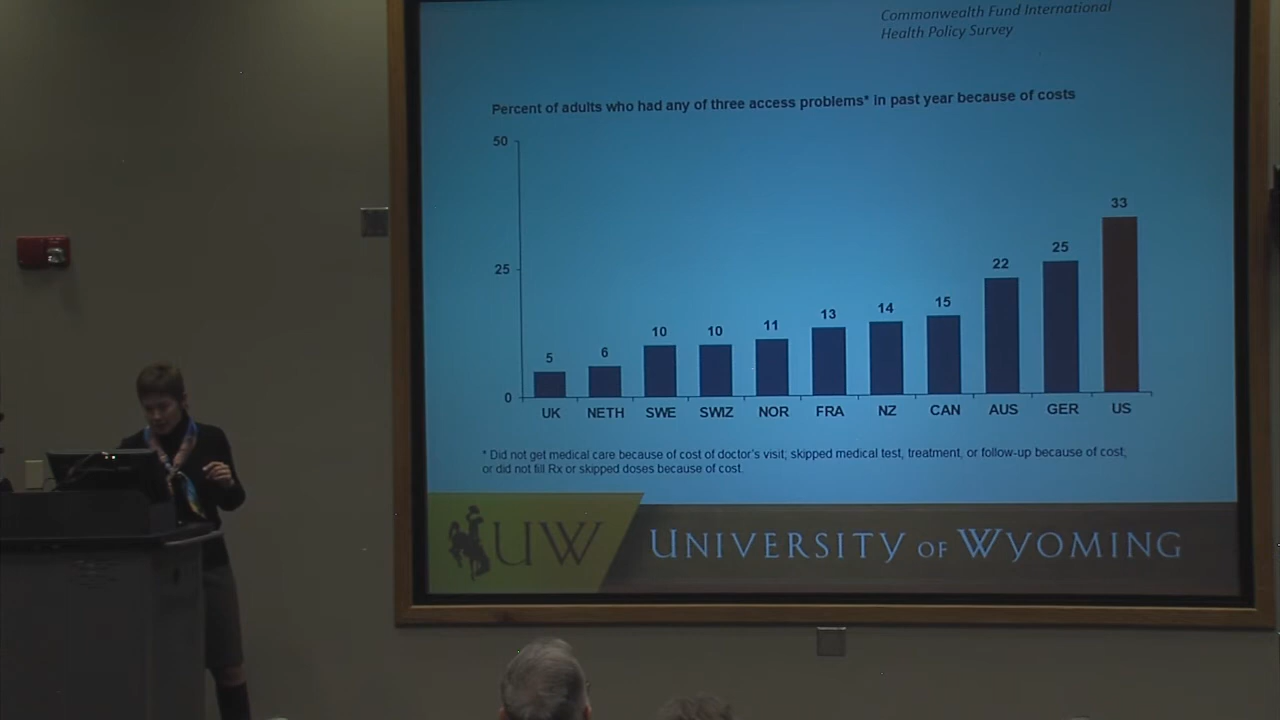 Commonwealth Fund International
Health Policy Survey
Percent of adults who had any of three access problems* in past year because of costs
50
25
0
5
6
10
10
11
13
14
15
22
25
33
UK
NETH
SWE
SWIZ
NOR
FRA
NZ
CAN
AUS
GER
US
* Did not get medical care because of cost of doctor's visit; skipped medical test, treatment, or follow-up because of cost,
or did not fill Rx or skipped doses because of cost.
UW
UNIVERSITY OF WYOMING